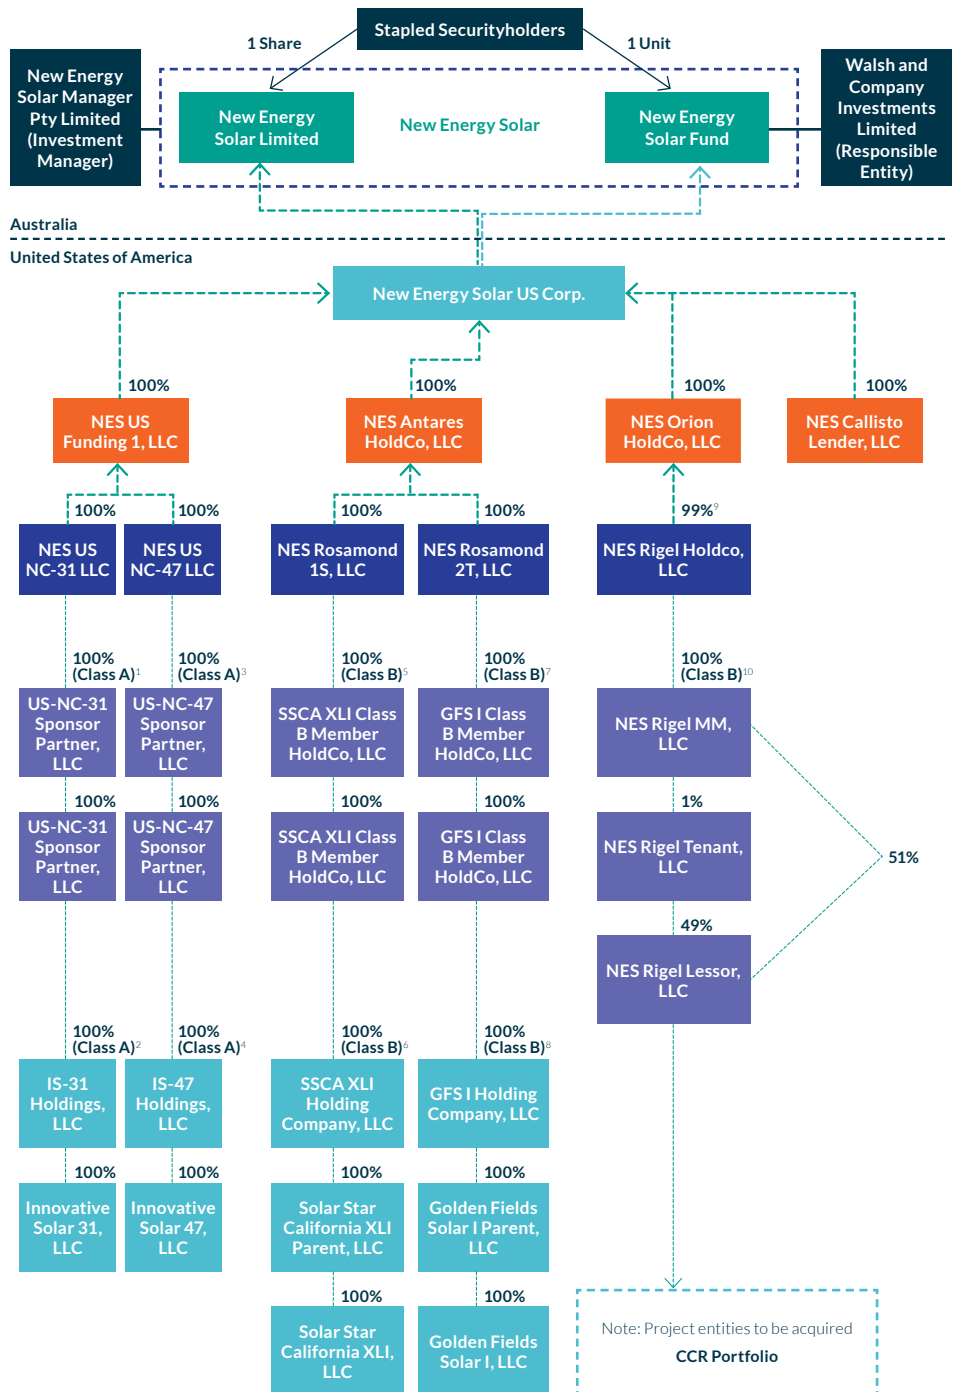 Stapled Securityholders
1 Share
1 Unit
New Energy
Solar Manager
Pty Limited
(Investment
Manager)
New Energy
Solar Limited
New Energy Solar
New Energy
Solar Fund
Walsh and
Company
Investments
Limited
(Responsible
Entity)
Australia
United States of America
New Energy Solar US Corp.
100%
100%
100%
100%
NES US
Funding 1, LLC
NES Antares
HoldCo, LLC
NES Orion
HoldCo, LLC
NES Callisto
Lender, LLC
100%
100%
100%
100%
99%9
NES US
NC-31 LLC
NES US
NC-47 LLC
NES Rosamond
1S, LLC
NES Rosamond
2T, LLC
NES Rigel Holdco,
LLC
100%
(Class A)1
100%
(Class A)3
100%
(Class B)5
100%
(Class B)7
100%
(Class B)10
US-NC-31
Sponsor
Partner,
LLC
US-NC-47
Sponsor
Partner,
LLC
SSCA XLI Class
B Member
HoldCo, LLC
GFS I Class
B Member
HoldCo, LLC
NES Rigel MM,
LLC
100%
100%
100%
100%
1%
US-NC-31
Sponsor
Partner,
LLC
US-NC-47
Sponsor
Partner,
LLC
SSCA XLI Class
B Member
HoldCo, LLC
GFS I Class
B Member
HoldCo, LLC
NES Rigel Tenant,
LLC
51%
49%
NES Rigel Lessor,
LLC
100%
(Class A)2
100%
(Class A)4
100%
(Class B)6
100%
(Class B)8
IS-31
Holdings,
LLC
IS-47
Holdings,
LLC
SSCA XLI
Holding
Company, LLC
GFS I Holding
Company, LLC
100%
100%
100%
100%
Innovative
Solar 31,
LLC
Innovative
Solar 47,
LLC
Solar Star
California XLI
Parent, LLC
Golden Fields
Solar I Parent,
LLC
100%
100%
Solar Star
California XLI,
LLC
Golden Fields
Solar I, LLC
Note: Project entities to be acquired
CCR Portfolio